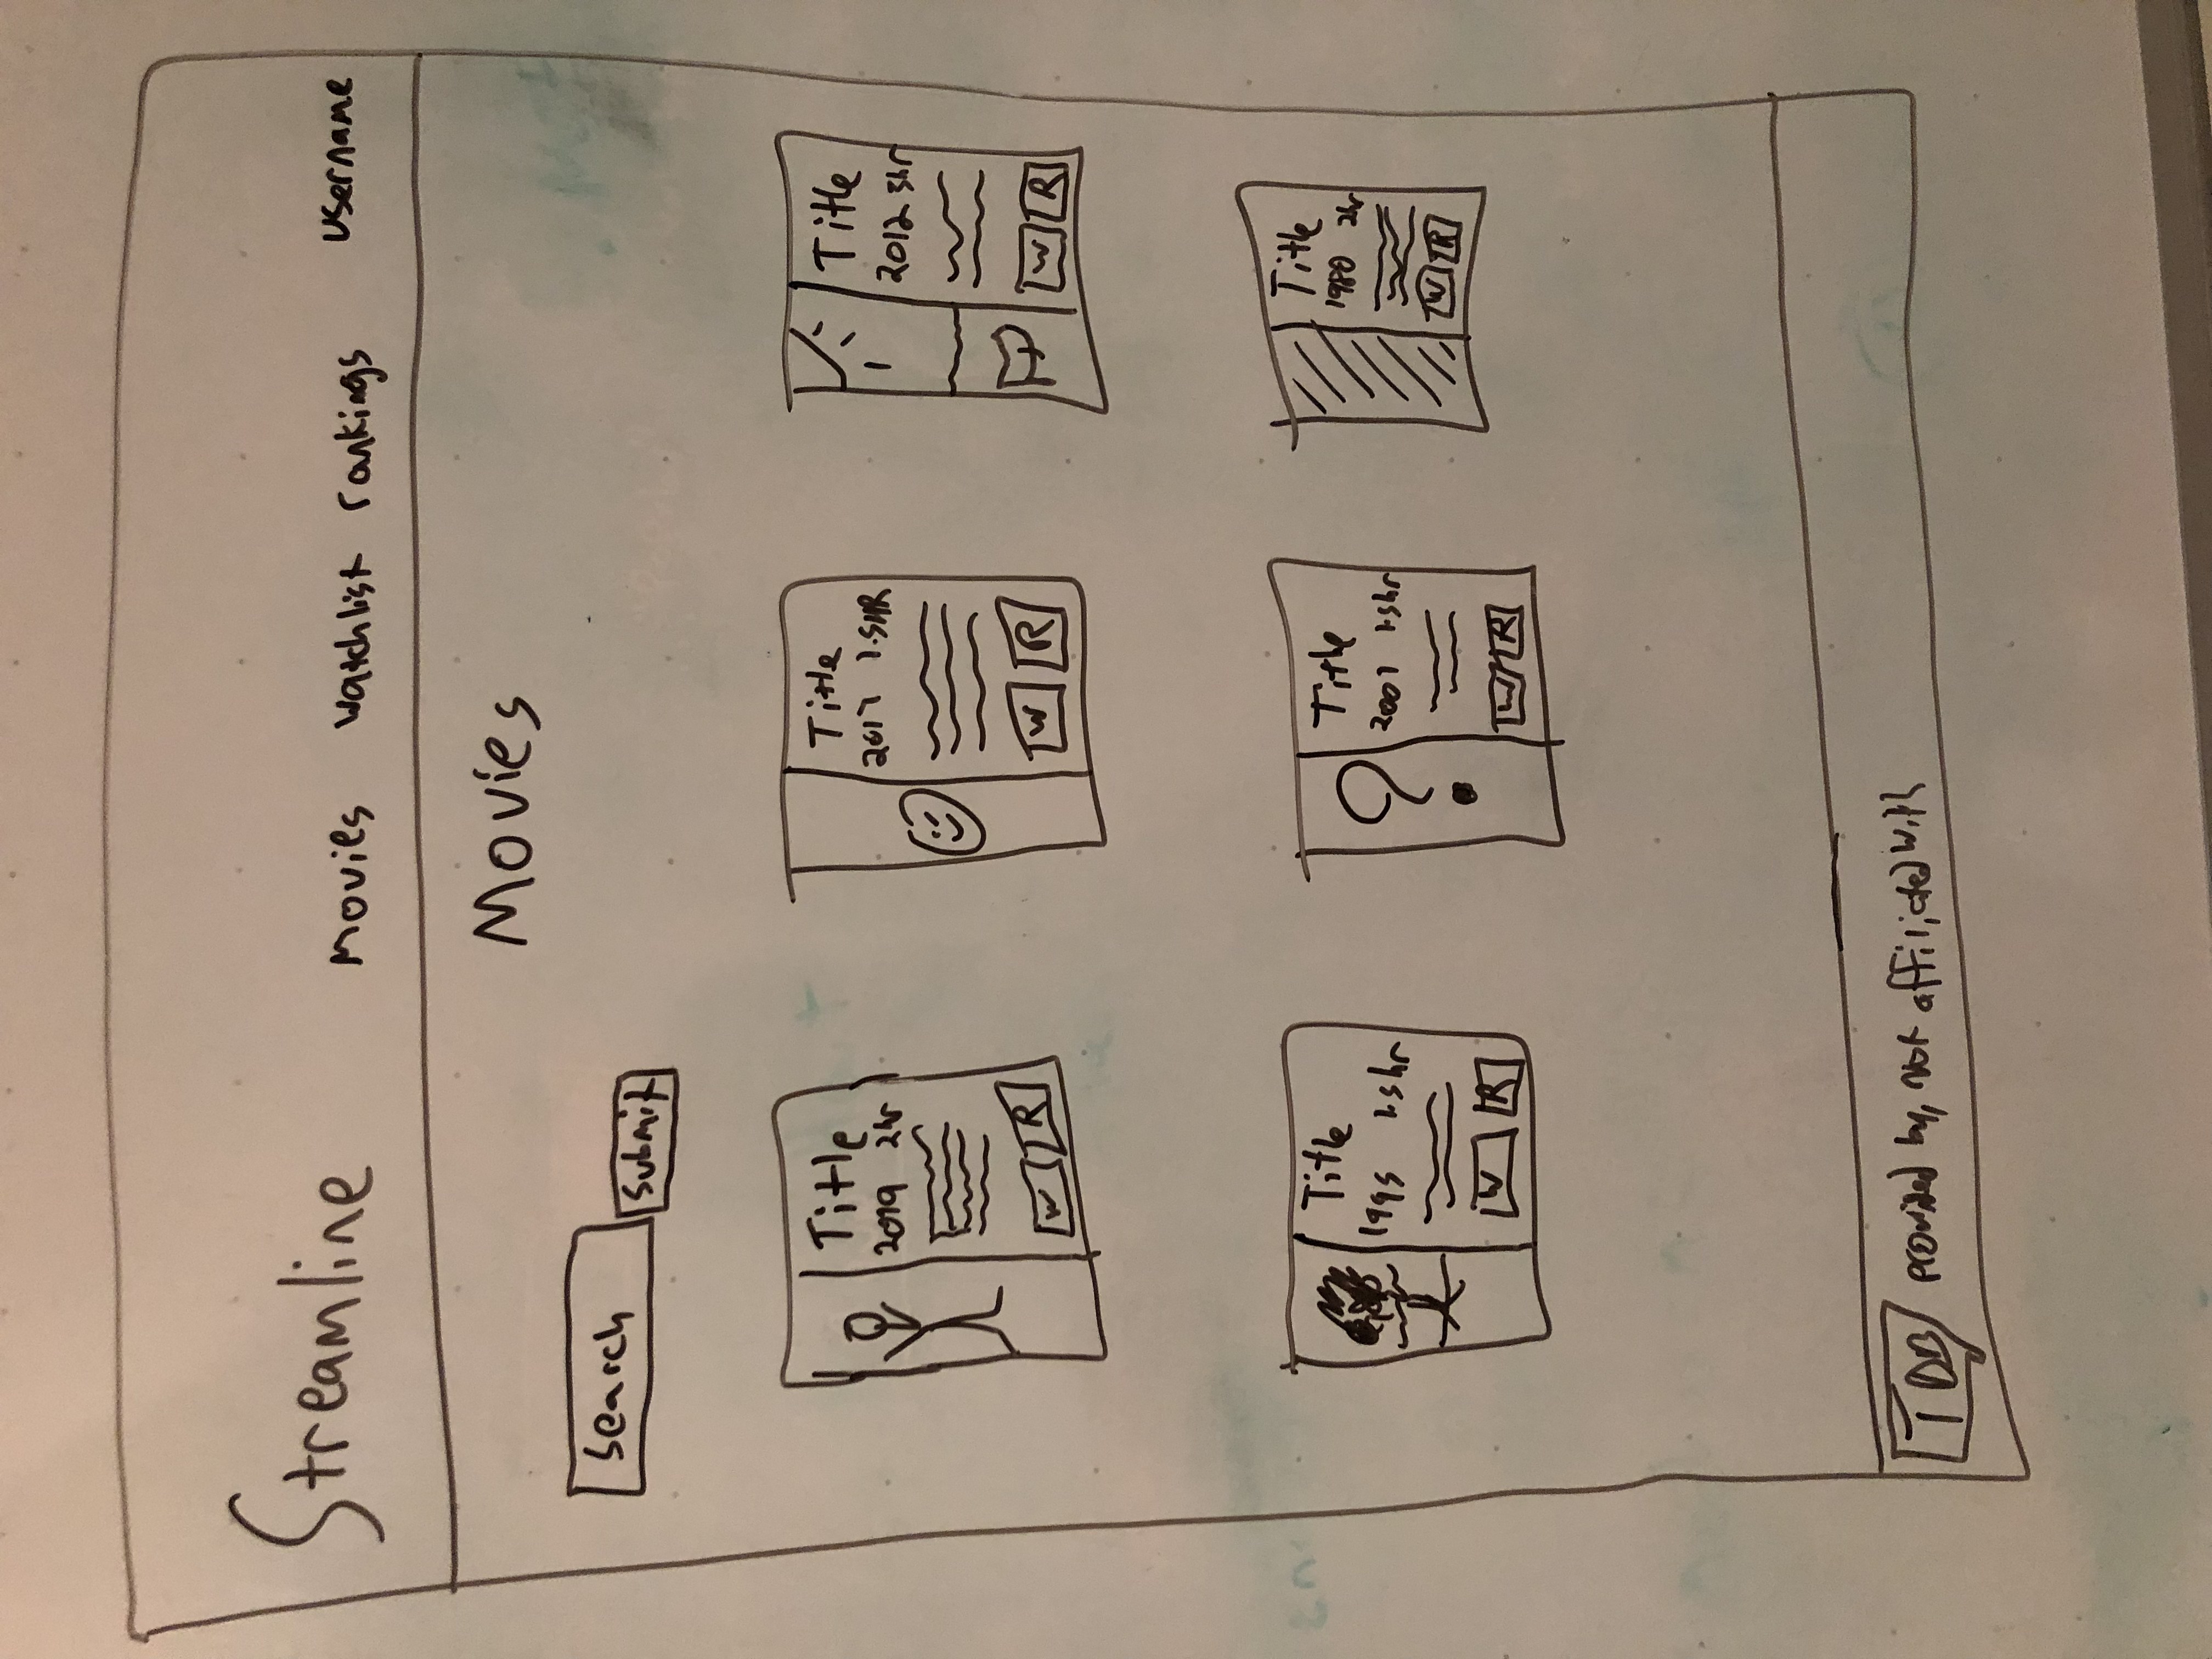 Streamline movies watchlist rankings username
Movies
Search
Submit
Title
2019 2hr
W R
Title
2017 1.5HR
W R
Title
2012 3hr
W R
Title
1995 1.5hr
W R
Title
2001 1.5hr
W R
Title
1980 2hr
W R
TDB provided by, not affiliated with